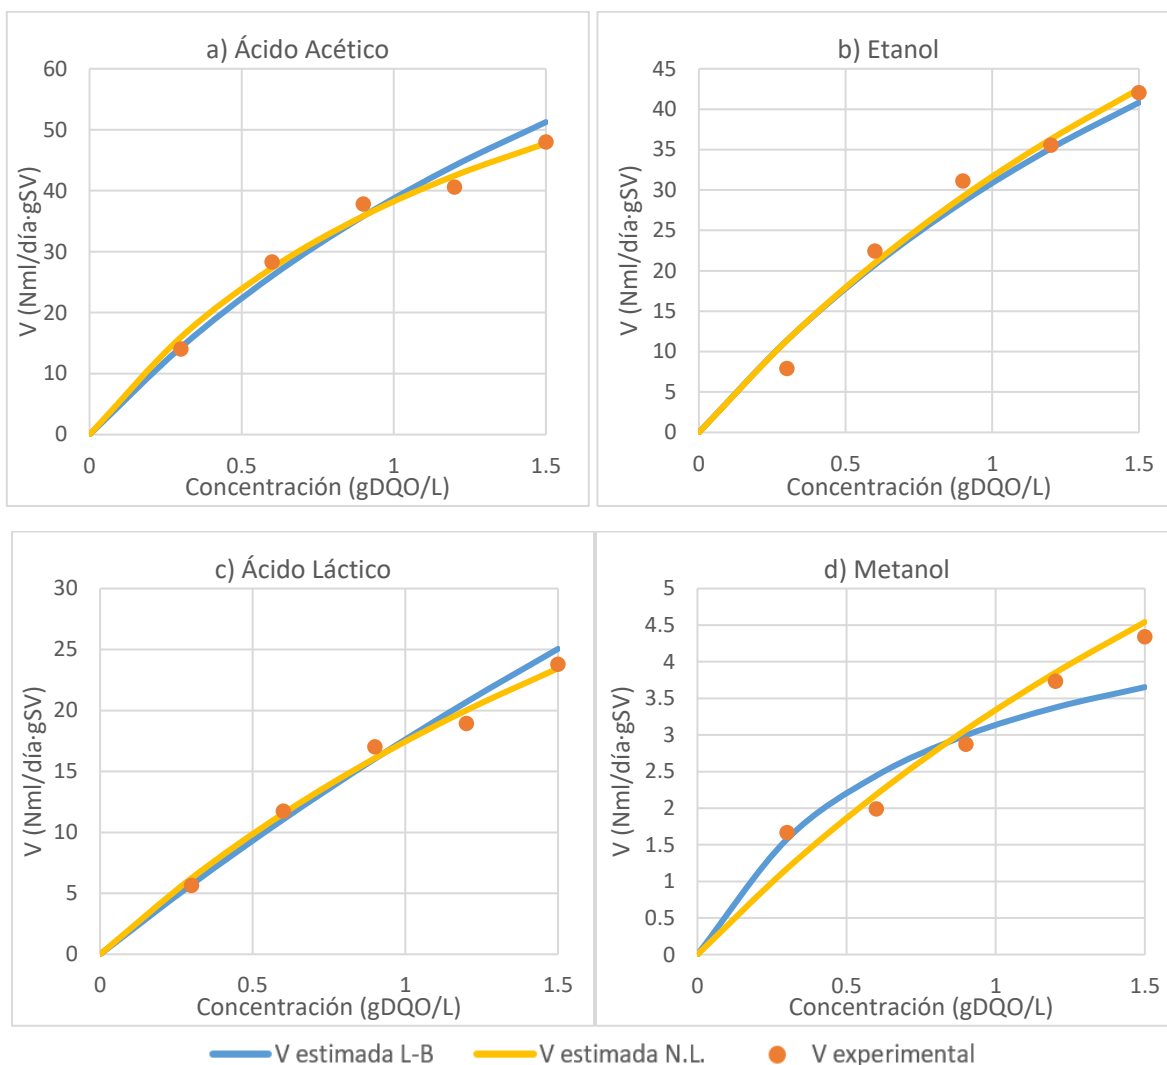 a) Ácido Acético
60
50
40
30
20
10
0
V (Nml/día·gSV)
0 0.5 1 1.5
Concentración (gDQO/L)
b) Etanol
45
40
35
30
25
20
15
10
5
0
V (Nml/día·gSV)
0 0.5 1 1.5
Concentración (gDQO/L)
c) Ácido Láctico
30
25
20
15
10
5
0
V (Nml/día·gSV)
0 0.5 1 1.5
Concentración (gDQO/L)
d) Metanol
5
4.5
4
3.5
3
2.5
2
1.5
1
0.5
0
V (Nml/día·gSV)
0 0.5 1 1.5
Concentración (gDQO/L)
V estimada L-B V estimada N.L. V experimental